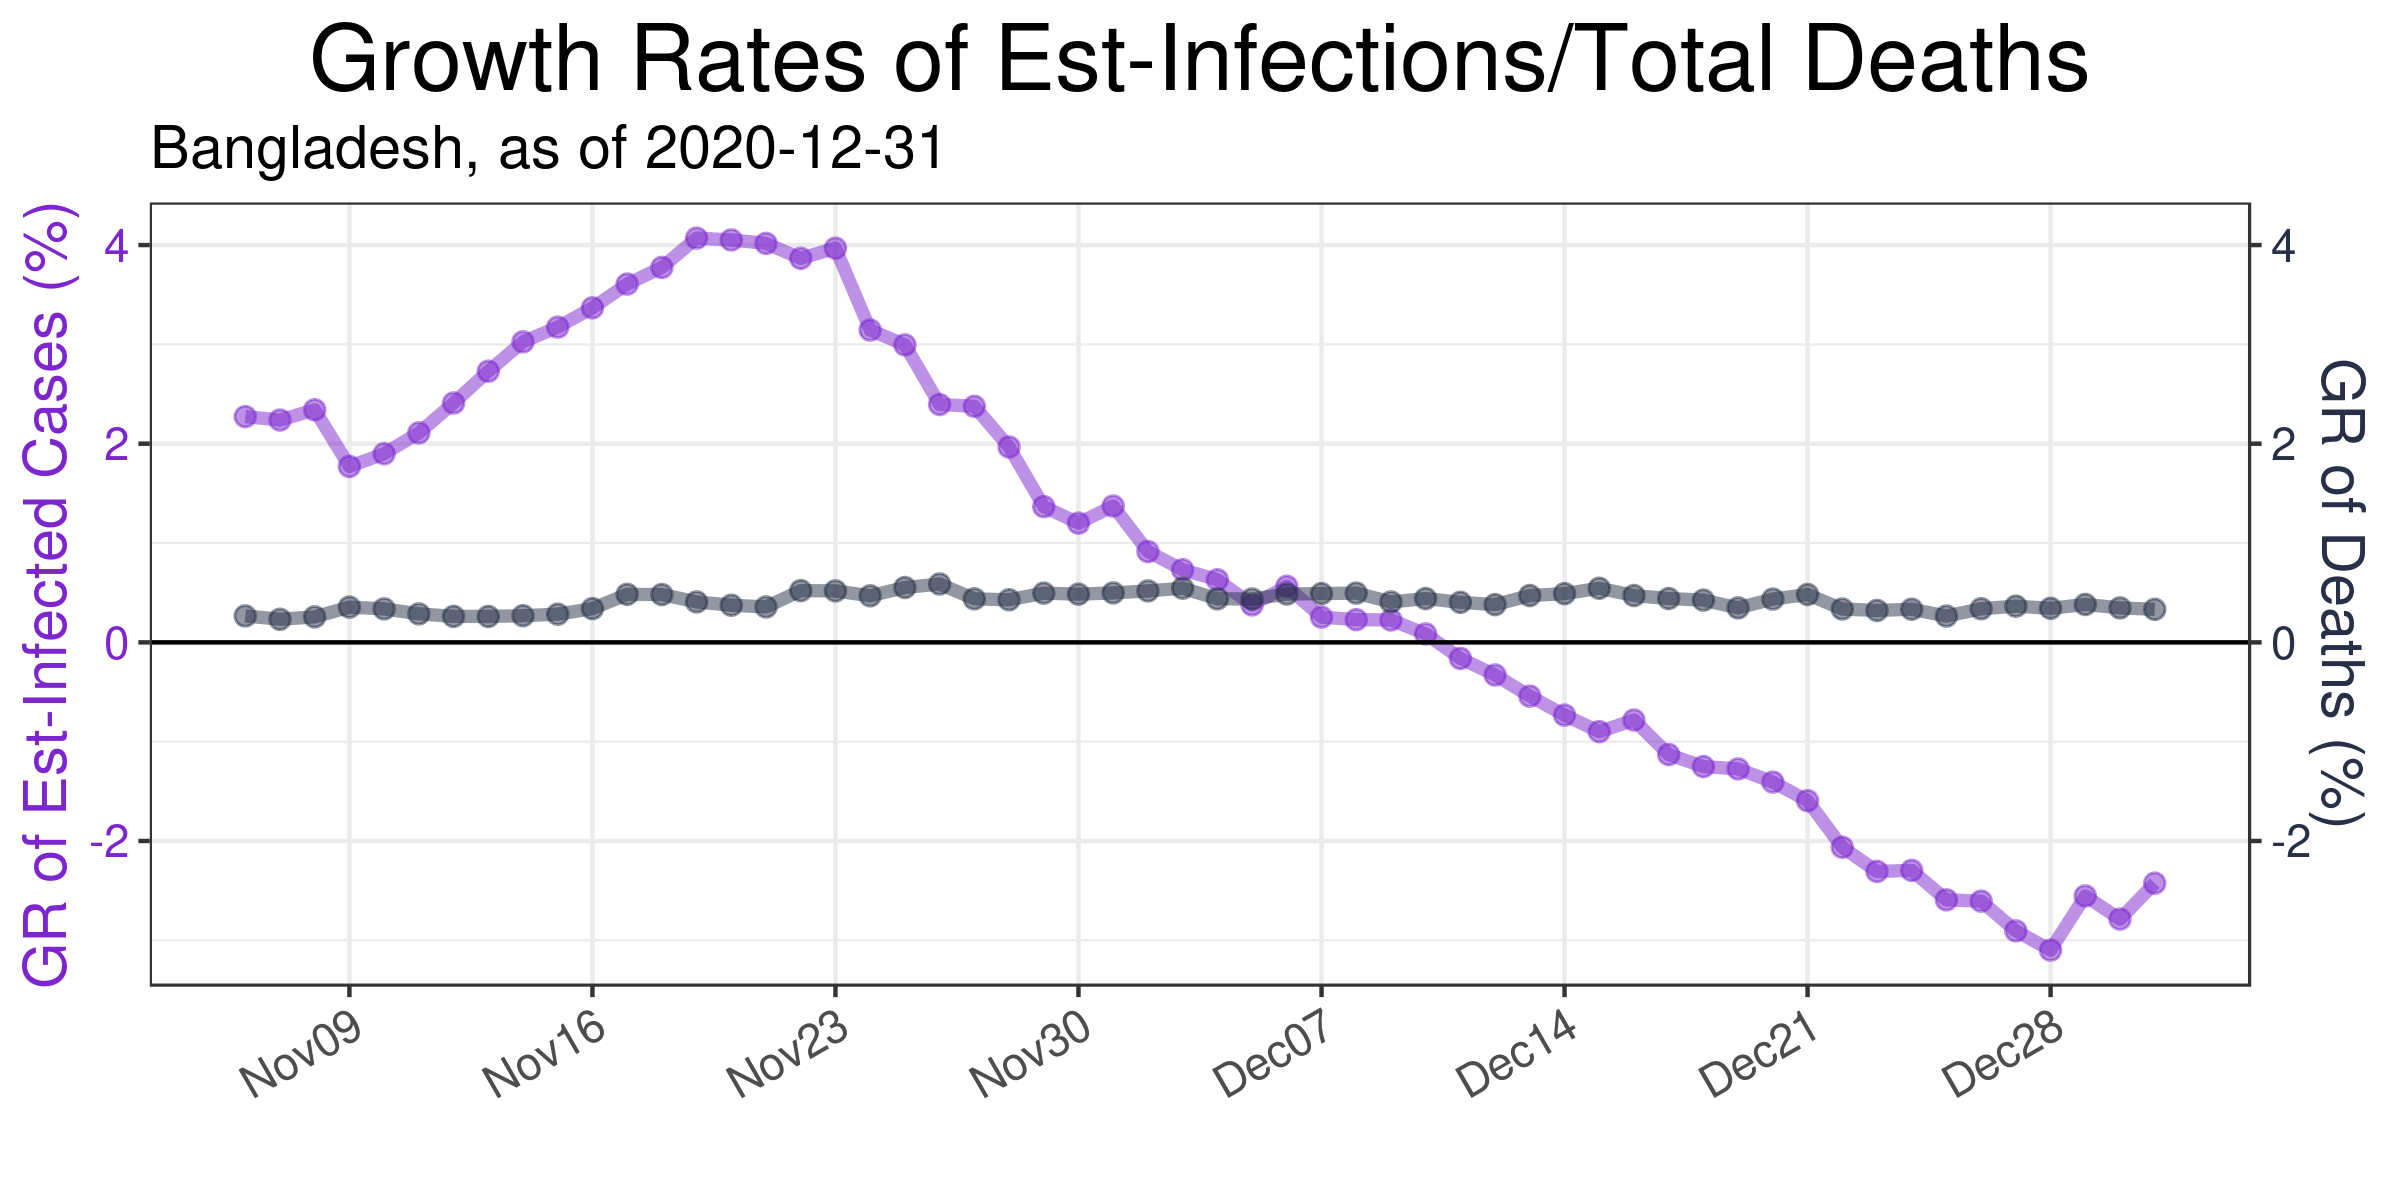 Growth Rates of Est-Infections/Total Deaths
Bangladesh, as of 2020-12-31
GR of Est-Infected Cases (%)
4
2
0
-2
4
2
0
-2
GR of Deaths (%)
Nov09
Nov16
Nov23
Nov30
Dec07
Dec14
Dec21
Dec28